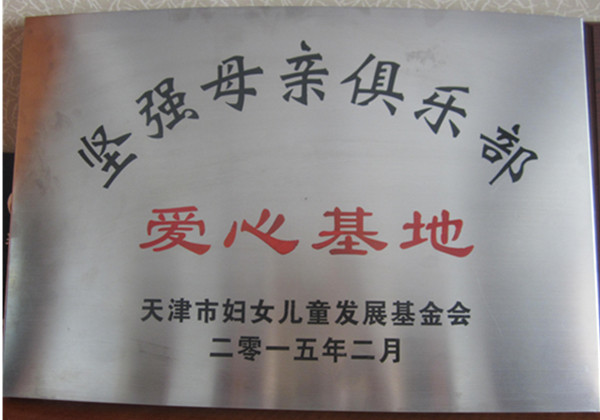 坚强母亲俱乐部
爱心基地
天津市妇女儿童发展基金会
二零一五年二月